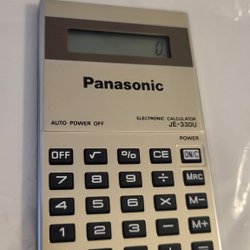 0.
Panasonic
ELECTRONIC CALCULATOR
AUTO POWER OFF JE-330U
POWER
OFF √ % CE ON/C
7 8 9 ÷ MRC
4 5 6 × M-
1 2 3 - M+